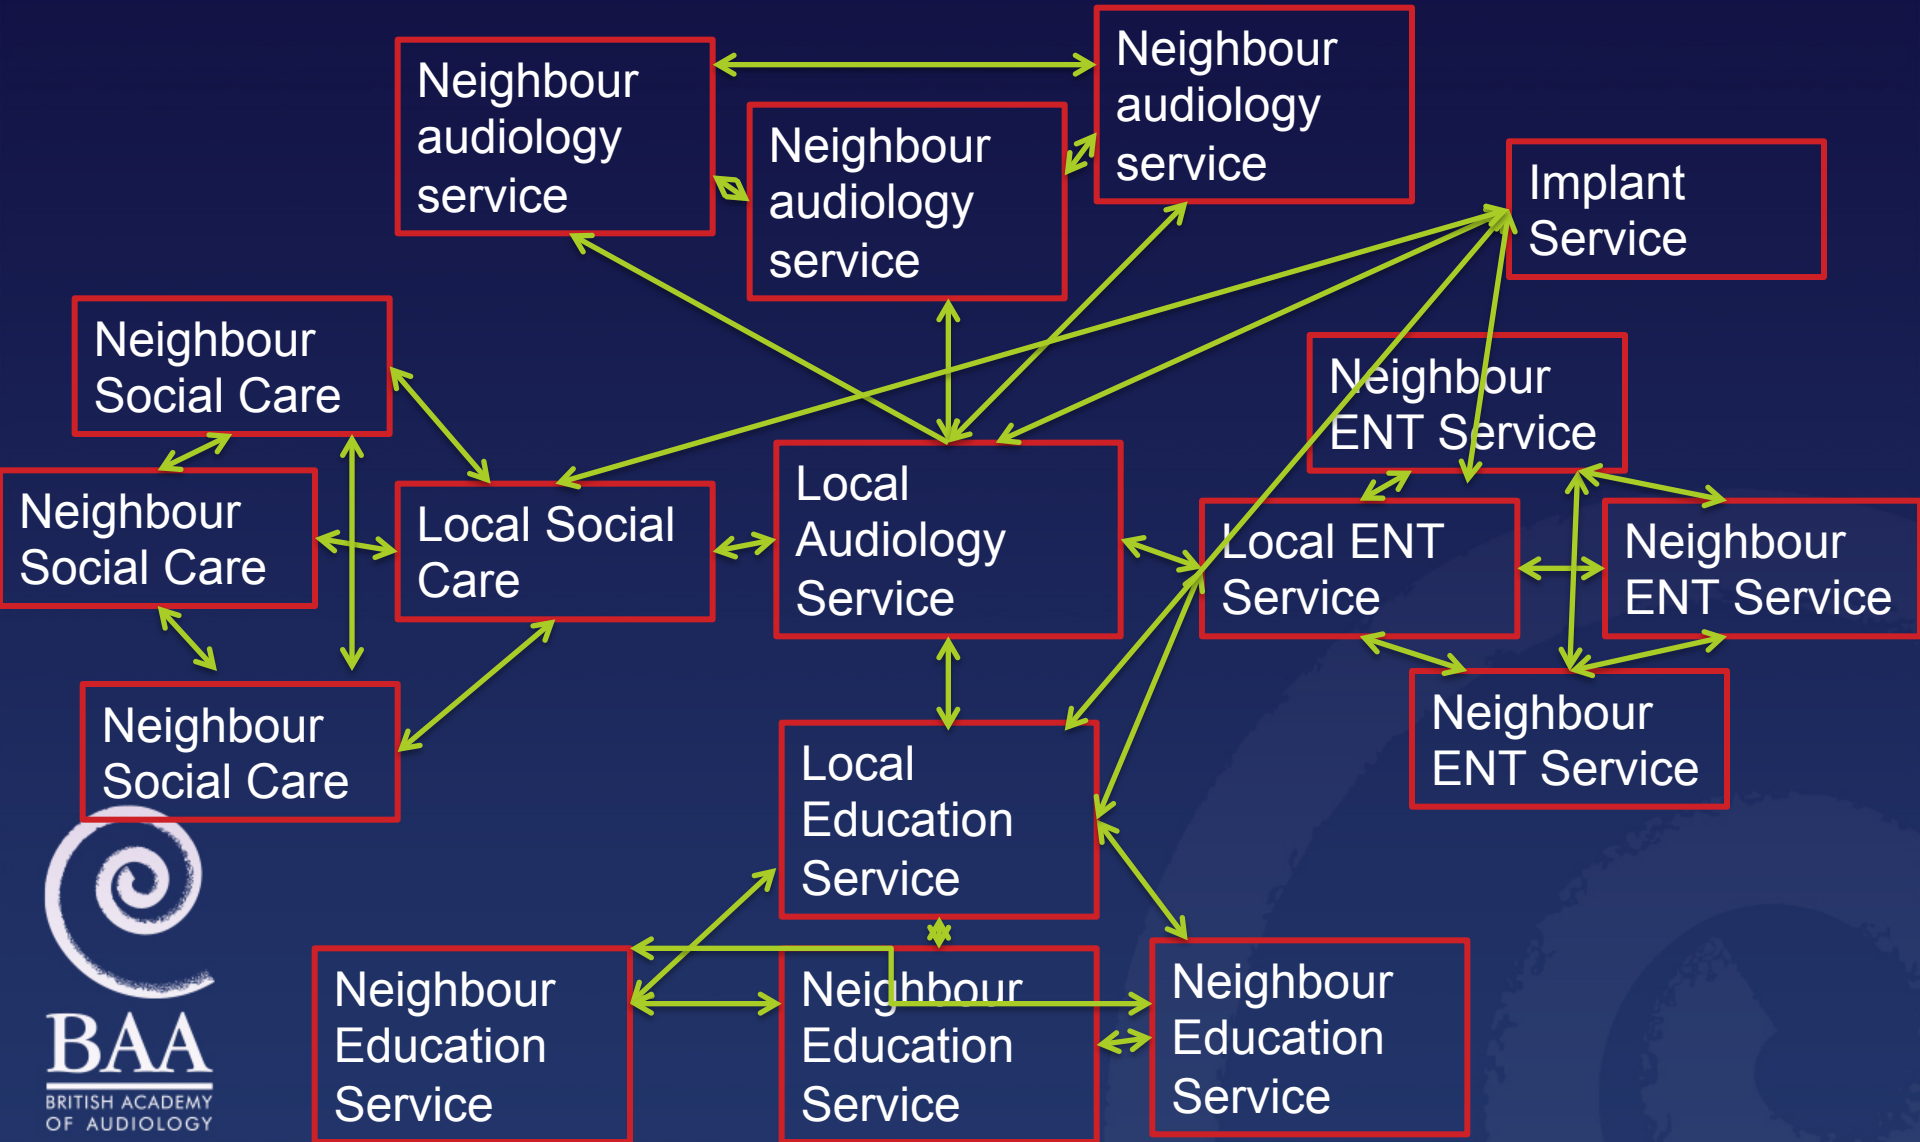 Neighbour
audiology
service
Neighbour
audiology
service
Neighbour
audiology
service
Implant
Service
Neighbour
Social Care
Neighbour
ENT Service
Neighbour
Social Care
Local Social
Care
Local
Audiology
Service
Local ENT
Service
Neighbour
ENT Service
Neighbour
Social Care
Local
Education
Service
Neighbour
ENT Service
Neighbour
Education
Service
Neighbour
Education
Service
Neighbour
Education
Service
BAA
BRITISH ACADEMY
OF AUDIOLOGY